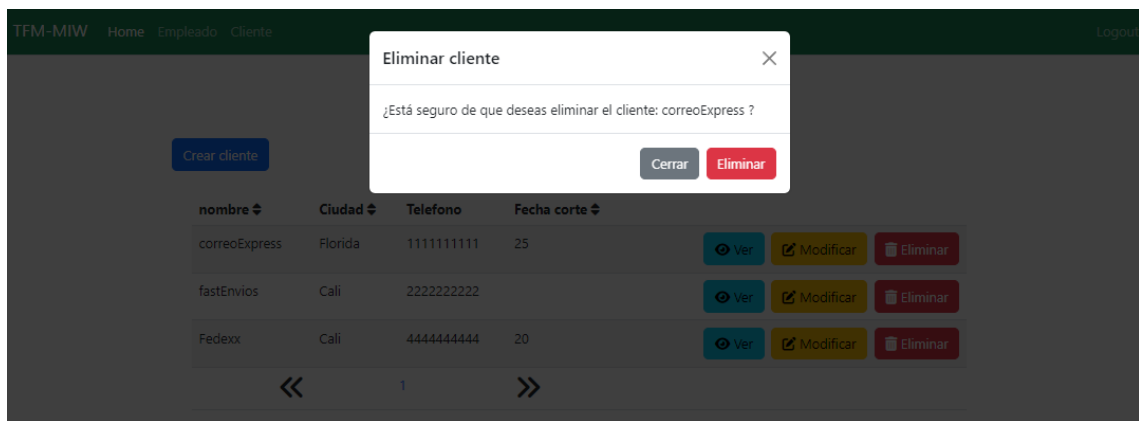 TFM-MIW Home Empleado Cliente Logout
Eliminar cliente
¿Está seguro de que deseas eliminar el cliente: correoExpress ?
Cerrar Eliminar
Crear cliente
nombre Ciudad Telefono Fecha corte
correoExpress Florida 1111111111 25 Ver Modificar Eliminar
fastEnvios Cali 2222222222 Ver Modificar Eliminar
Fedexx Cali 4444444444 20 Ver Modificar Eliminar
1